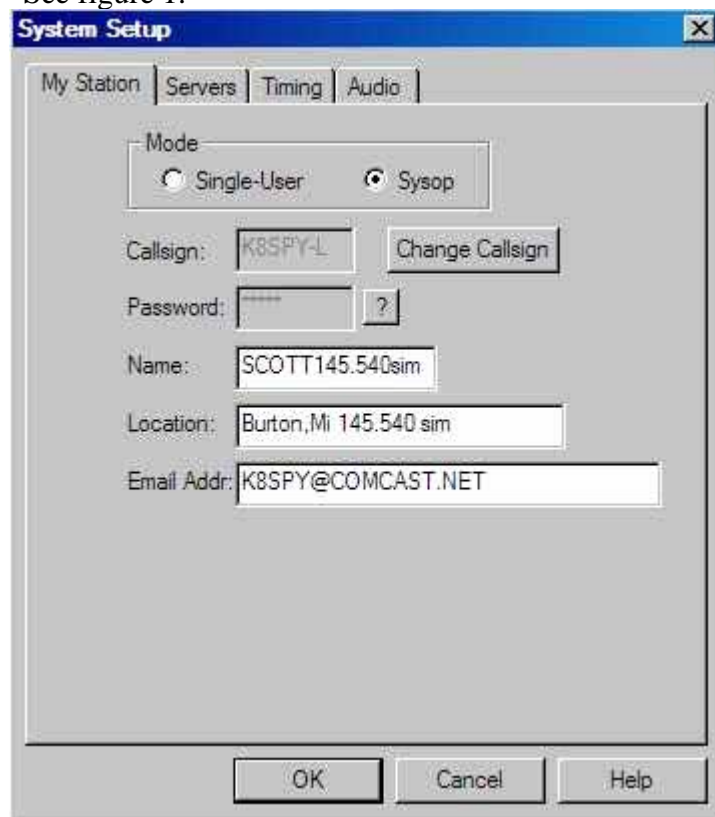 See figure 1.
System Setup
My Station Servers Timing Audio
Mode
Single-User Sysop
Callsign: K8SPY-L Change Callsign
Password: ***** ?
Name: SCOTT145.540sim
Location: Burton,Mi 145.540 sim
Email Addr: K8SPY@COMCAST.NET
OK Cancel Help